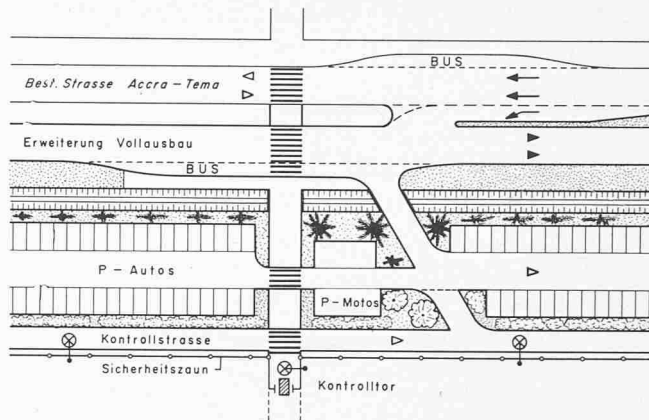 BUS
Best. Strasse Accra - Tema
Erweiterung Vollausbau
BUS
P - Autos
P - Motos
Kontrollstrasse
Sicherheitszaun
Kontrolltor